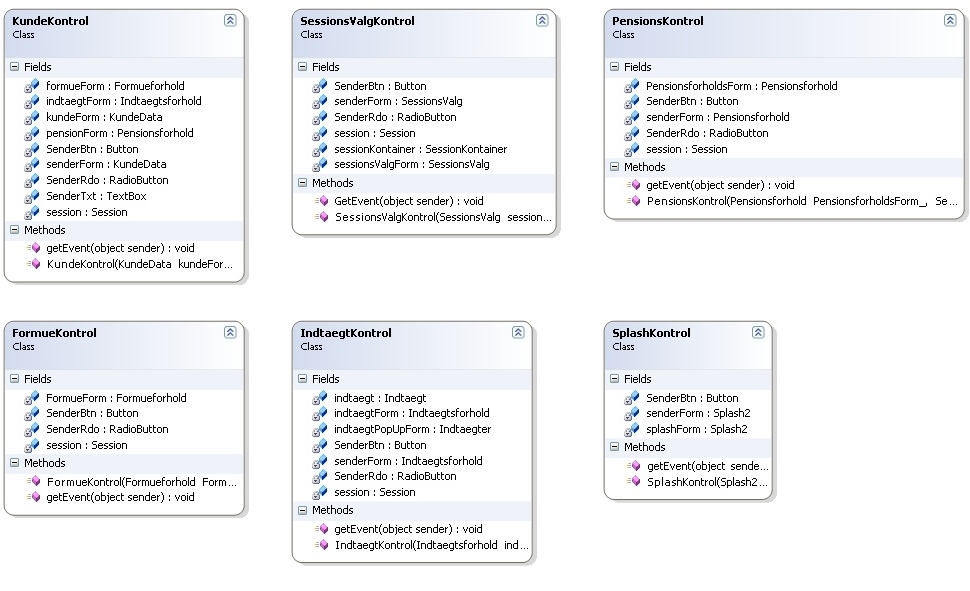 KundeKontrol
Class
Fields
formueForm : Formueforhold
indtaegtForm : Indtaegtsforhold
kundeForm : KundeData
pensionForm : Pensionsforhold
SenderBtn : Button
senderForm : KundeData
SenderRdo : RadioButton
SenderTxt : TextBox
session : Session
Methods
getEvent(object sender) : void
KundeKontrol(KundeData kundeFor...
SessionsValgKontrol
Class
Fields
SenderBtn : Button
senderForm : SessionsValg
SenderRdo : RadioButton
session : Session
sessionKontainer : SessionKontainer
sessionsValgForm : SessionsValg
Methods
GetEvent(object sender) : void
SessionsValgKontrol(SessionsValg session...
PensionsKontrol
Class
Fields
PensionsforholdsForm : Pensionsforhold
SenderBtn : Button
senderForm : Pensionsforhold
SenderRdo : RadioButton
session : Session
Methods
getEvent(object sender) : void
PensionsKontrol(Pensionsforhold PensionsforholdsForm_, Se...
FormueKontrol
Class
Fields
FormueForm : Formueforhold
SenderBtn : Button
SenderRdo : RadioButton
session : Session
Methods
FormueKontrol(Formueforhold Form...
getEvent(object sender) : void
IndtaegtKontrol
Class
Fields
indtaegt : Indtaegt
indtaegtForm : Indtaegtsforhold
indtaegtPopUpForm : Indtaegter
SenderBtn : Button
senderForm : Indtaegtsforhold
SenderRdo : RadioButton
session : Session
Methods
getEvent(object sender) : void
IndtaegtKontrol(Indtaegtsforhold ind...
SplashKontrol
Class
Fields
SenderBtn : Button
senderForm : Splash2
splashForm : Splash2
Methods
getEvent(object sende...
SplashKontrol(Splash2...